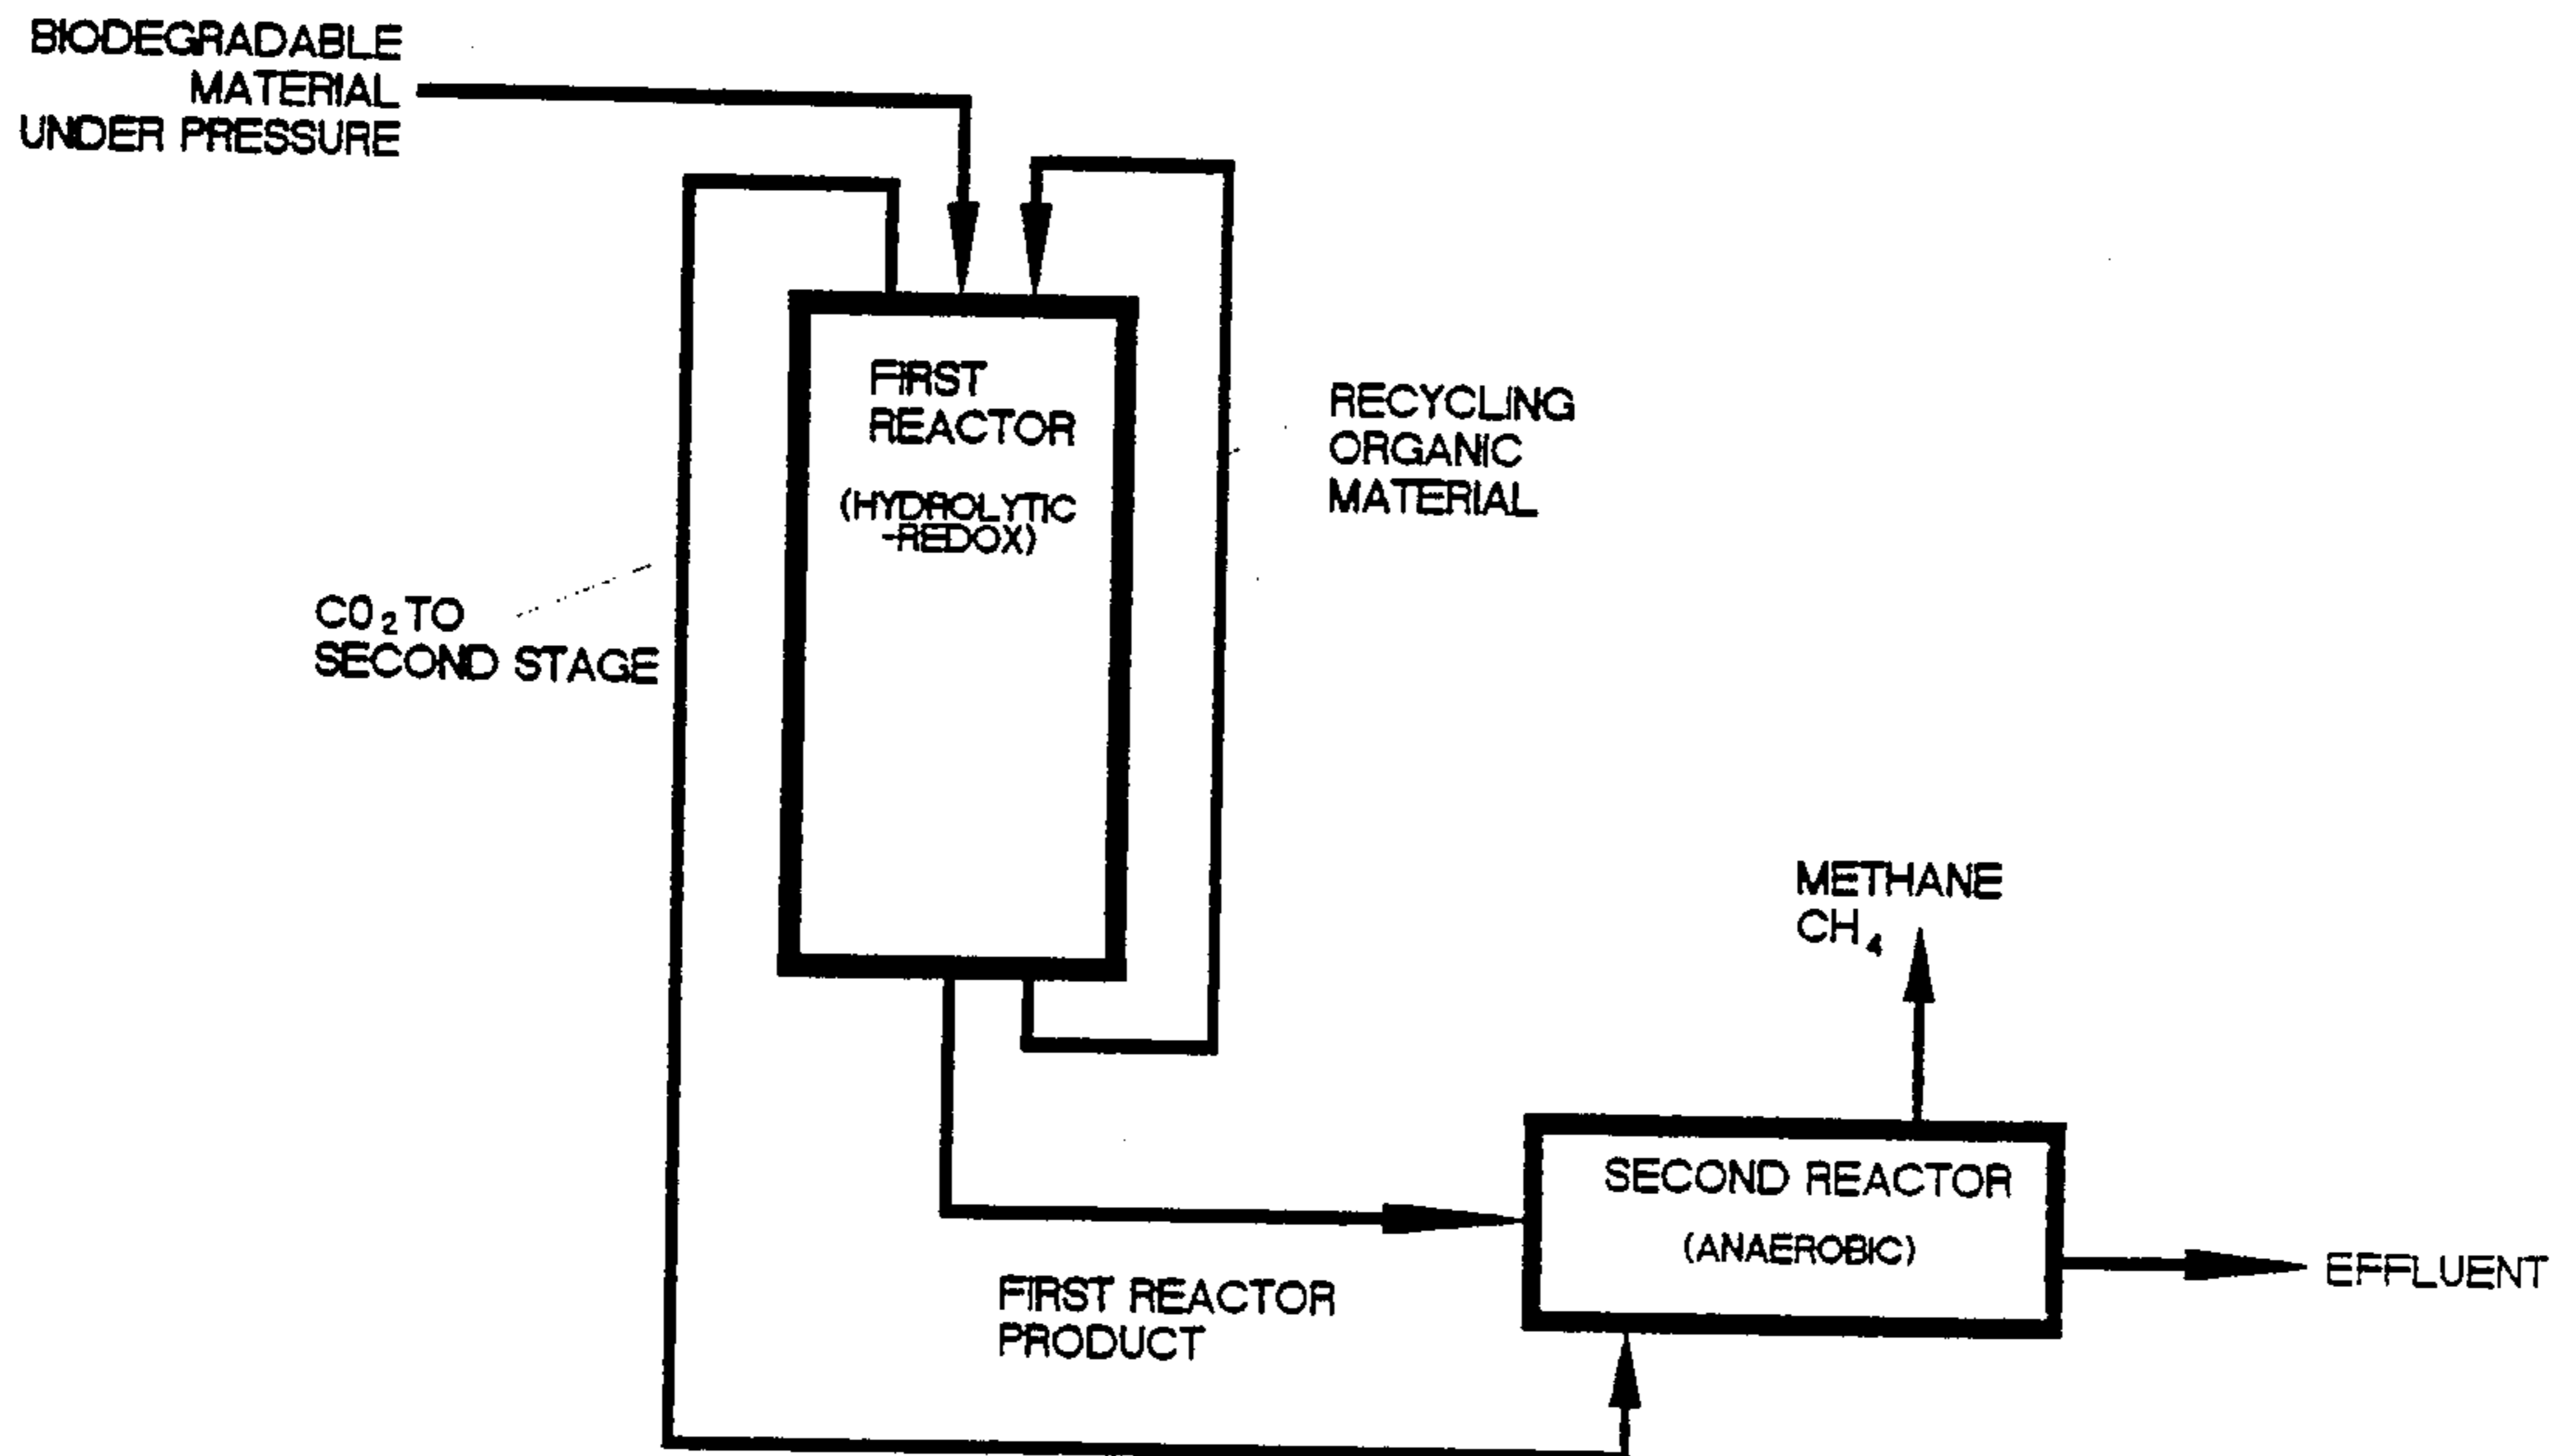 BIODEGRADABLE
MATERIAL
UNDER PRESSURE
FIRST
REACTOR
(HYDROLYTIC
-REDOX)
RECYCLING
ORGANIC
MATERIAL
CO₂ TO
SECOND STAGE
METHANE
CH₄
SECOND REACTOR
(ANAEROBIC)
EFFLUENT
FIRST REACTOR
PRODUCT